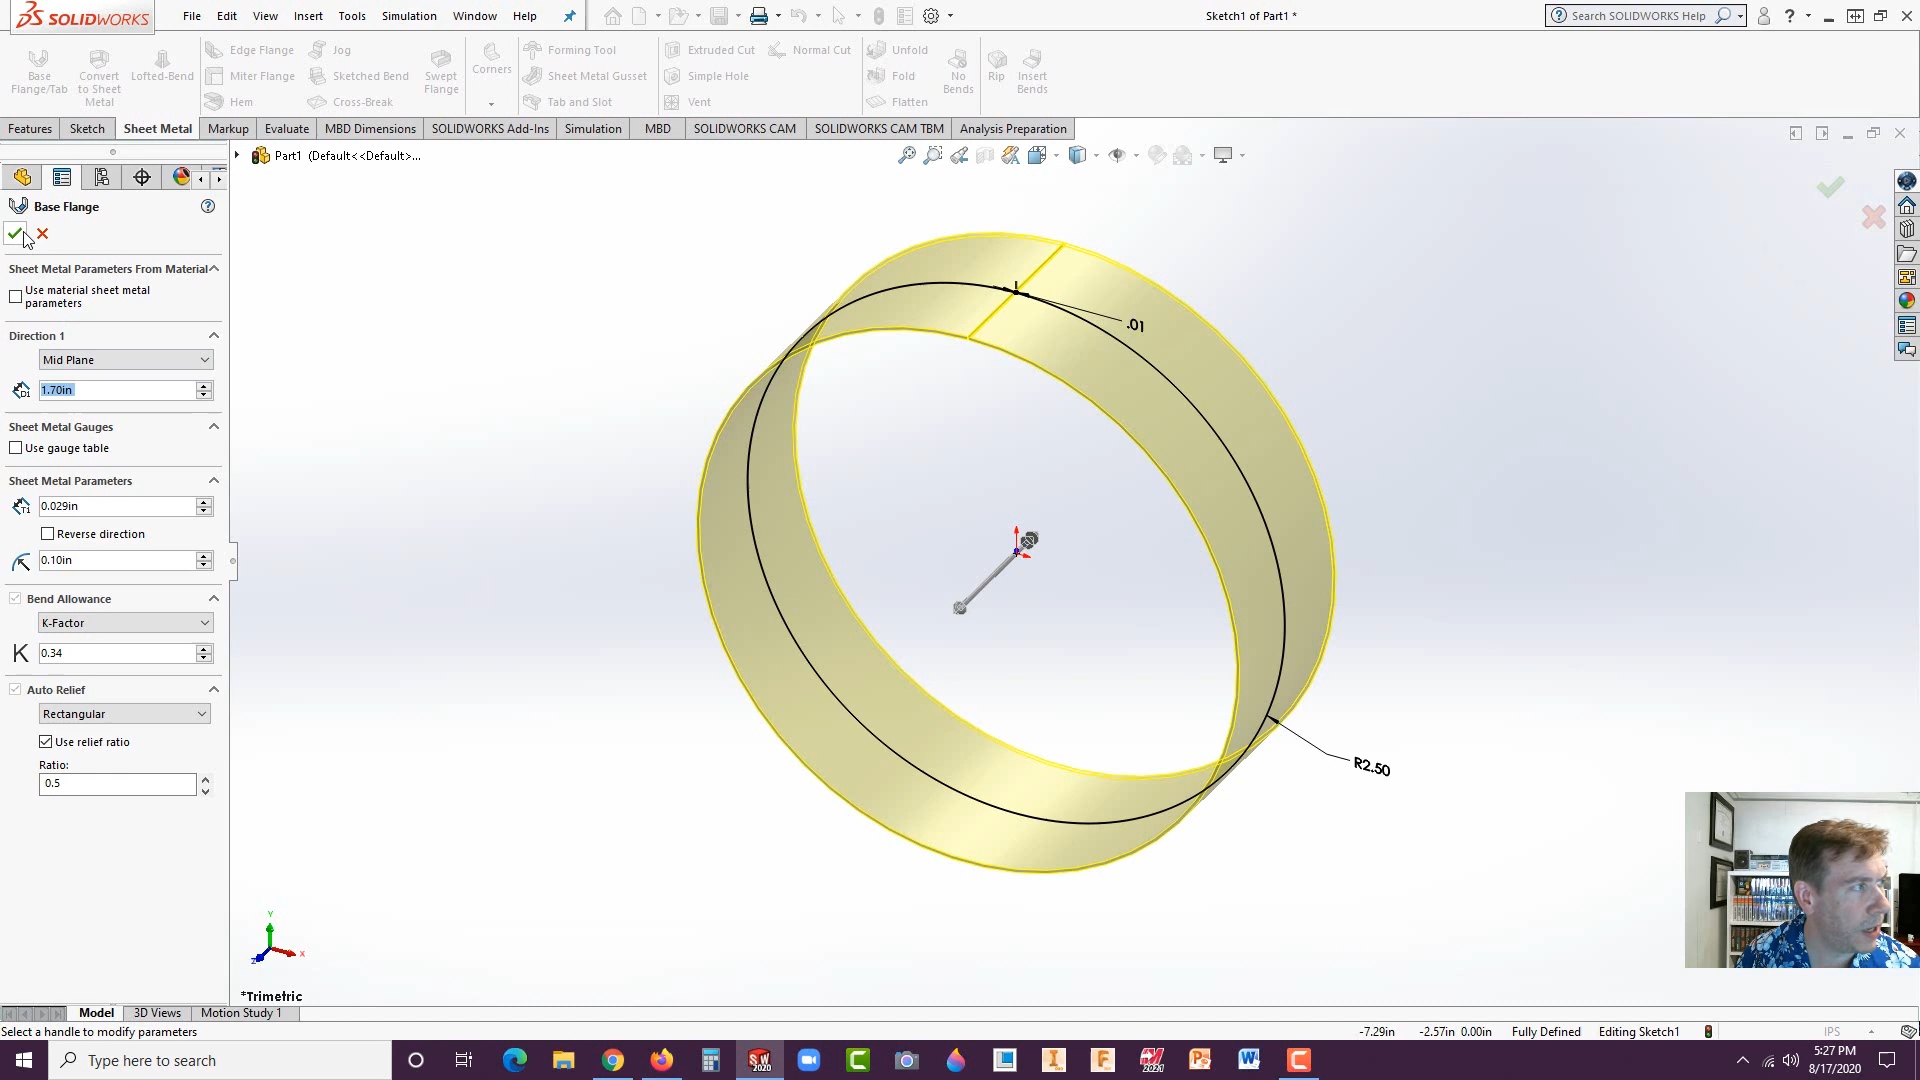 SOLIDWORKS File Edit View Insert Tools Simulation Window Help Sketch1 of Part1 * Search SOLIDWORKS Help
Base Flange/Tab
Convert to Sheet Metal
Lofted-Bend
Edge Flange
Miter Flange
Hem
Jog
Sketched Bend
Cross-Break
Swept Flange
Corners
Forming Tool
Sheet Metal Gusset
Tab and Slot
Extruded Cut
Simple Hole
Vent
Normal Cut
Unfold
Fold
Flatten
No Bends
Rip
Insert Bends
Features Sketch Sheet Metal Markup Evaluate MBD Dimensions SOLIDWORKS Add-Ins Simulation MBD SOLIDWORKS CAM SOLIDWORKS CAM TBM Analysis Preparation
Part1 (Default<<Default>...
Base Flange
Sheet Metal Parameters From Material
Use material sheet metal
parameters
Direction 1
Mid Plane
D1 1.70in
Sheet Metal Gauges
Use gauge table
Sheet Metal Parameters
T1 0.029in
Reverse direction
0.10in
Bend Allowance
K-Factor
K 0.34
Auto Relief
Rectangular
Use relief ratio
Ratio:
0.5
.01
R2.50
Y
X
Z
*Trimetric
Model 3D Views Motion Study 1
Select a handle to modify parameters -7.29in -2.57in 0.00in Fully Defined Editing Sketch1 IPS
Type here to search
SW
2020
2021
5:27 PM
8/17/2020